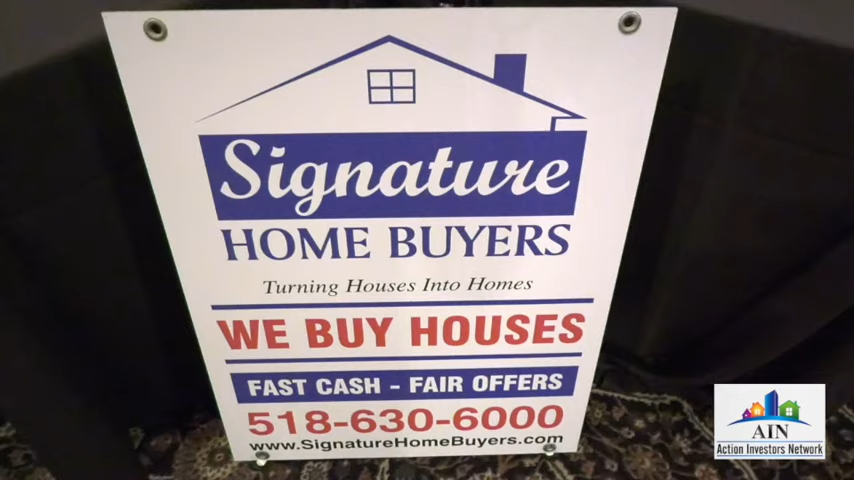 Signature
HOME BUYERS
Turning Houses Into Homes
WE BUY HOUSES
FAST CASH - FAIR OFFERS
518-630-6000
www.SignatureHomeBuyers.com
AIN
Action Investors Network